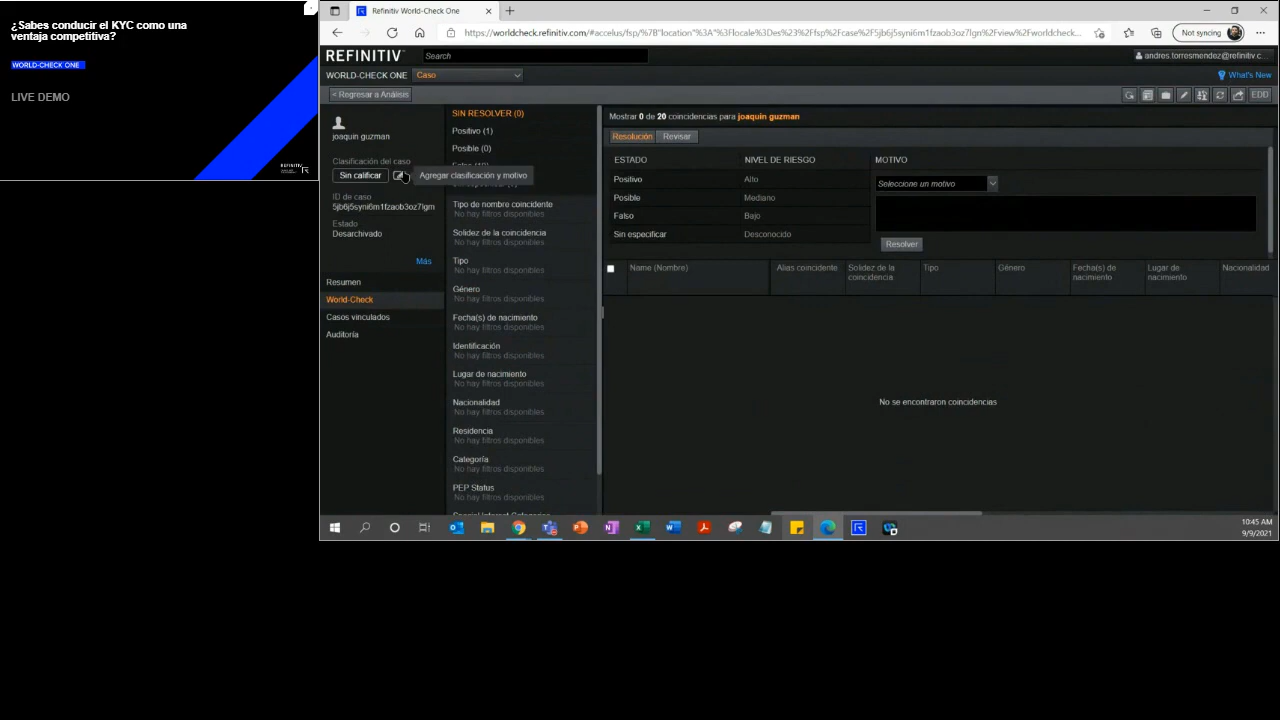 ¿Sabes conducir el KYC como una
ventaja competitiva?
WORLD-CHECK ONE
LIVE DEMO
REFINITIV
Refinitiv World-Check One
https://worldcheck.refinitiv.com/#accelus/fsp/%7B"location"%3A"%3Flocale%3Des%23%2Ffsp%2Fcase%2F5jb6j5syni6m1fzaob3oz7lgn%2Fview%2Fworldcheck...
Not syncing
REFINITIV
Search
andres.torresmendez@refinitiv.c...
WORLD-CHECK ONE
Caso
What's New
< Regresar a Análisis
EDD
joaquin guzman
Clasificación del caso
Sin calificar
Agregar clasificación y motivo
ID de caso
5jb6j5syni6m1fzaob3oz7lgm
Estado
Desarchivado
Más
Resumen
World-Check
Casos vinculados
Auditoría
SIN RESOLVER (0)
Positivo (1)
Posible (0)
Tipo de nombre coincidente
No hay filtros disponibles
Solidez de la coincidencia
No hay filtros disponibles
Tipo
No hay filtros disponibles
Género
No hay filtros disponibles
Fecha(s) de nacimiento
No hay filtros disponibles
Identificación
No hay filtros disponibles
Lugar de nacimiento
No hay filtros disponibles
Nacionalidad
No hay filtros disponibles
Residencia
No hay filtros disponibles
Categoría
No hay filtros disponibles
PEP Status
No hay filtros disponibles
Mostrar 0 de 20 coincidencias para joaquin guzman
Resolución
Revisar
ESTADO
NIVEL DE RIESGO
MOTIVO
Positivo
Alto
Seleccione un motivo
Posible
Mediano
Falso
Bajo
Sin especificar
Desconocido
Resolver
Name (Nombre)
Alias coincidente
Solidez de la
coincidencia
Tipo
Género
Fecha(s) de
nacimiento
Lugar de
nacimiento
Nacionalidad
No se encontraron coincidencias
10:45 AM
9/9/2021